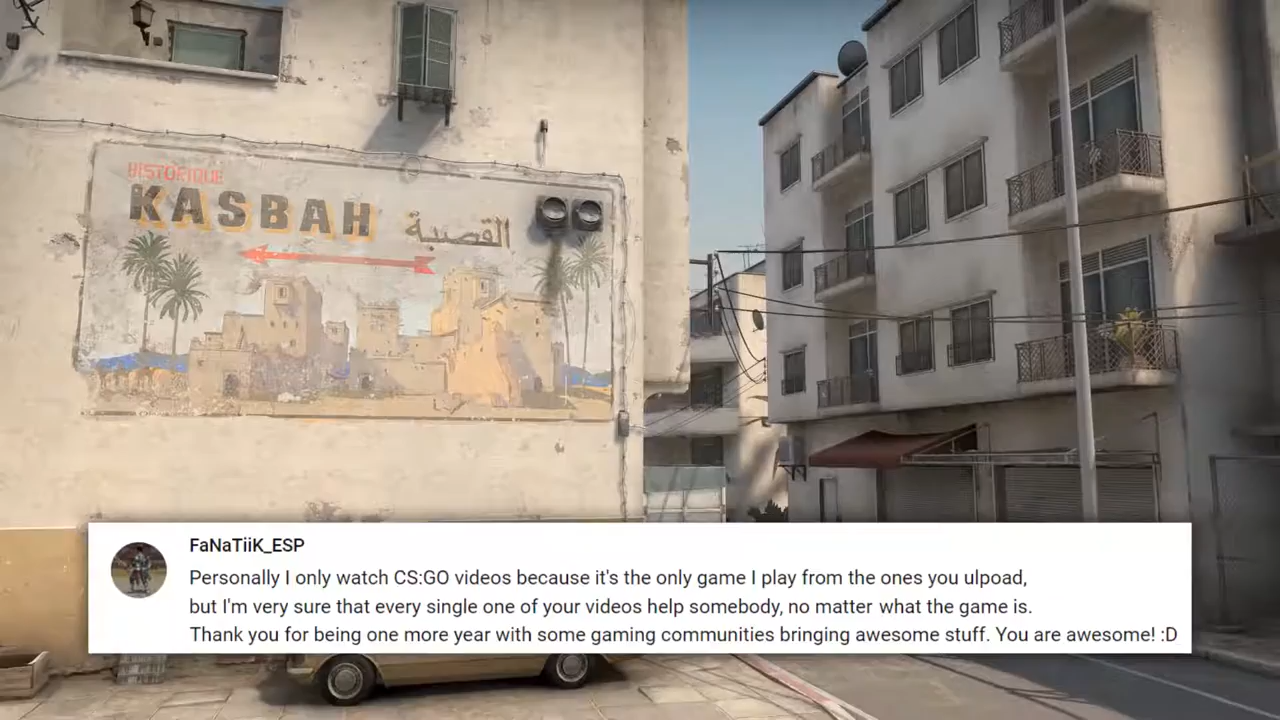 HISTORIQUE
KASBAH القصبة
FaNaTiiK_ESP
Personally I only watch CS:GO videos because it's the only game I play from the ones you ulpoad,
but I'm very sure that every single one of your videos help somebody, no matter what the game is.
Thank you for being one more year with some gaming communities bringing awesome stuff. You are awesome! :D